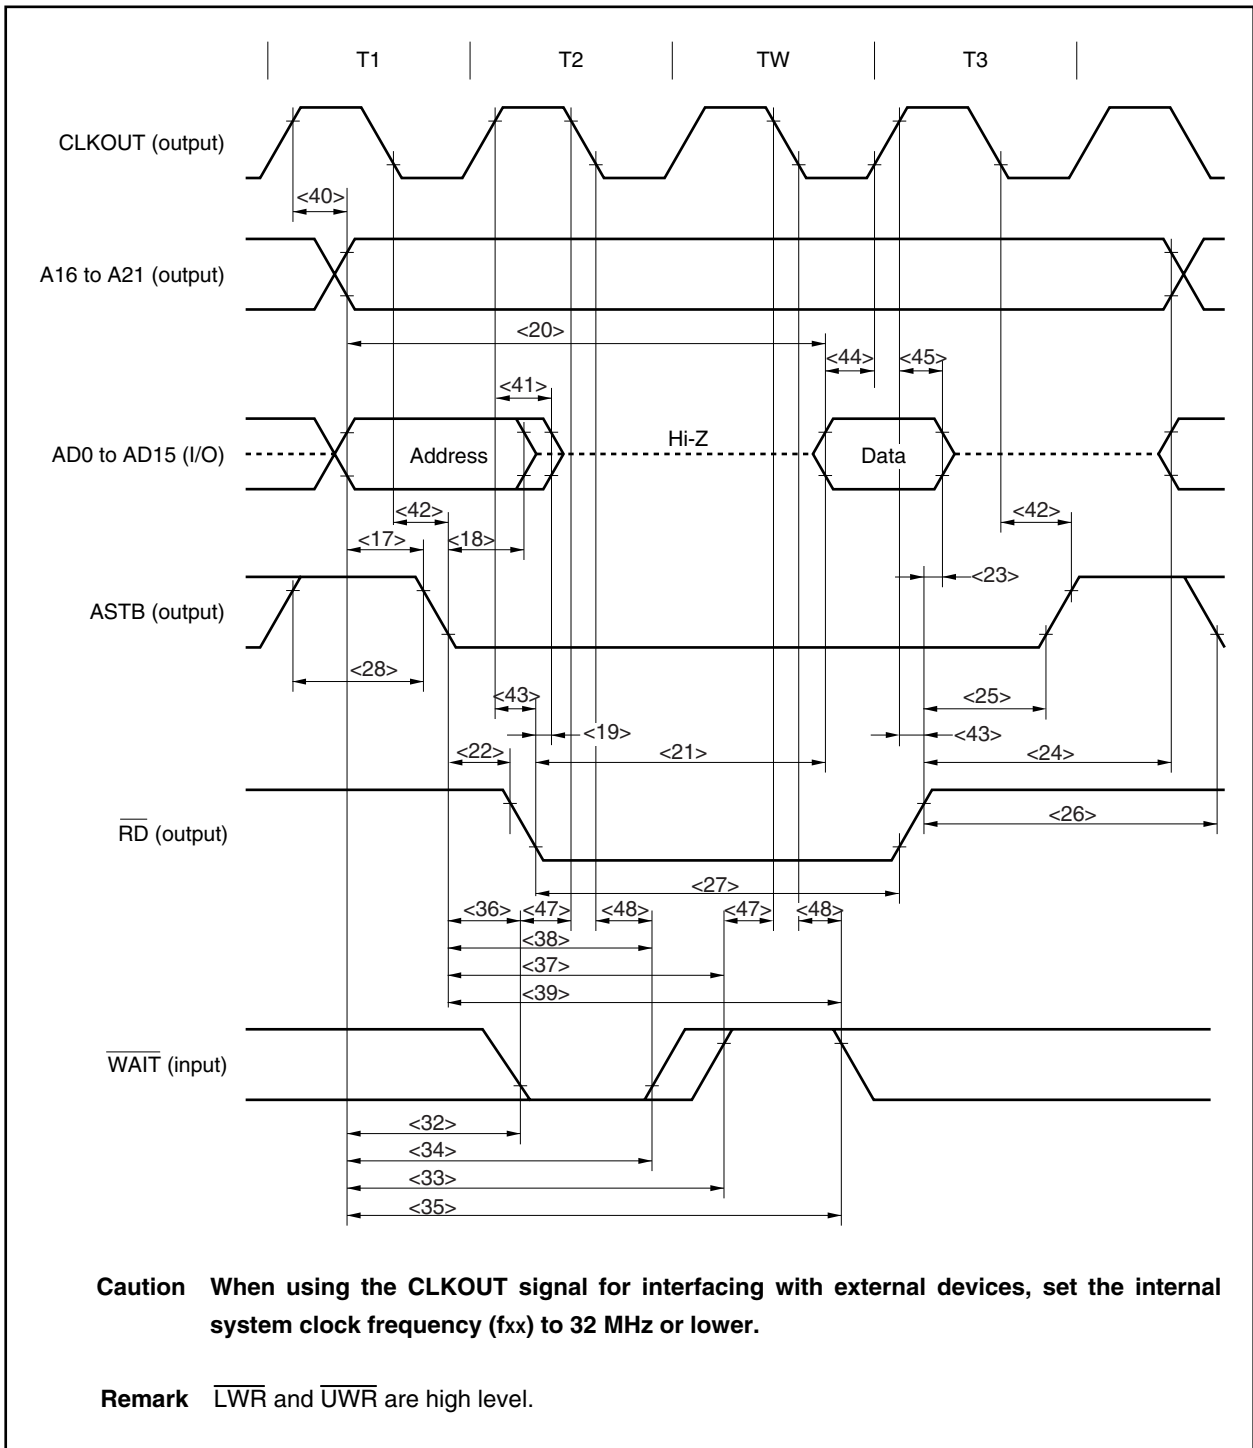 T1 T2 TW T3
CLKOUT (output)
<40>
A16 to A21 (output)
<20>
<44> <45>
<41>
AD0 to AD15 (I/O) Address Hi-Z Data
<42> <42>
<17> <18>
<23>
ASTB (output)
<28>
<43> <25>
<19> <43>
<22> <21> <24>
RD (output)
<26>
<27>
<36> <47> <48> <47> <48>
<38>
<37>
<39>
WAIT (input)
<32>
<34>
<33>
<35>
Caution When using the CLKOUT signal for interfacing with external devices, set the internal
system clock frequency (fxx) to 32 MHz or lower.
Remark LWR and UWR are high level.